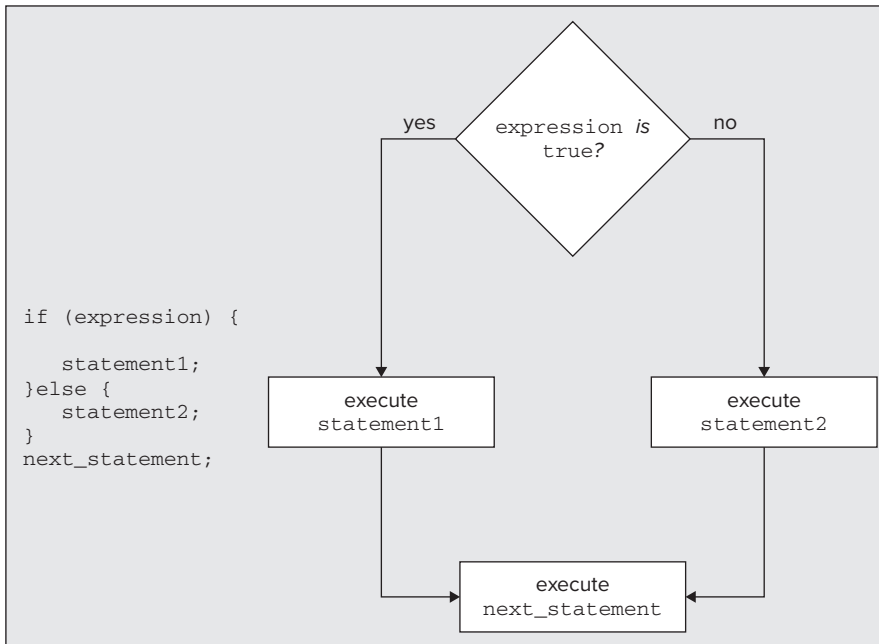 yes
expression is
true?
no
if (expression) {
statement1;
}else {
statement2;
}
next_statement;
execute
statement1
execute
statement2
execute
next_statement